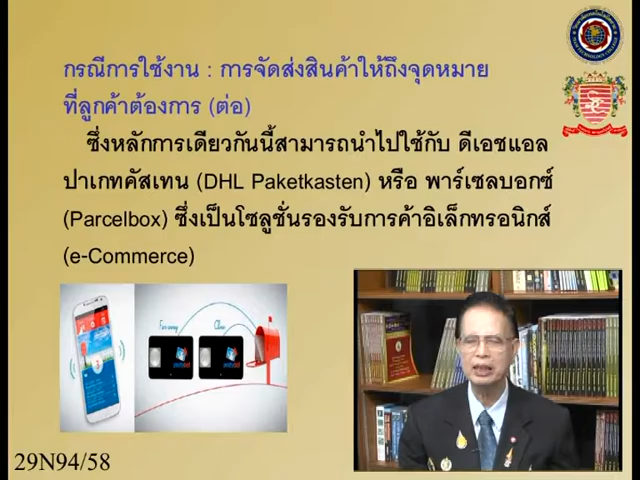 กรณีการใช้งาน : การจัดส่งสินค้าให้ถึงจุดหมาย
ที่ลูกค้าต้องการ (ต่อ)
ซึ่งหลักการเดียวกันนี้สามารถนำไปใช้กับ ดีเอชแอล
ปาเกทคัสเทน (DHL Paketkasten) หรือ พาร์เซลบอกซ์
(Parcelbox) ซึ่งเป็นโซลูชั่นรองรับการค้าอิเล็กทรอนิกส์
(e-Commerce)
Far away
Close
29N94/58